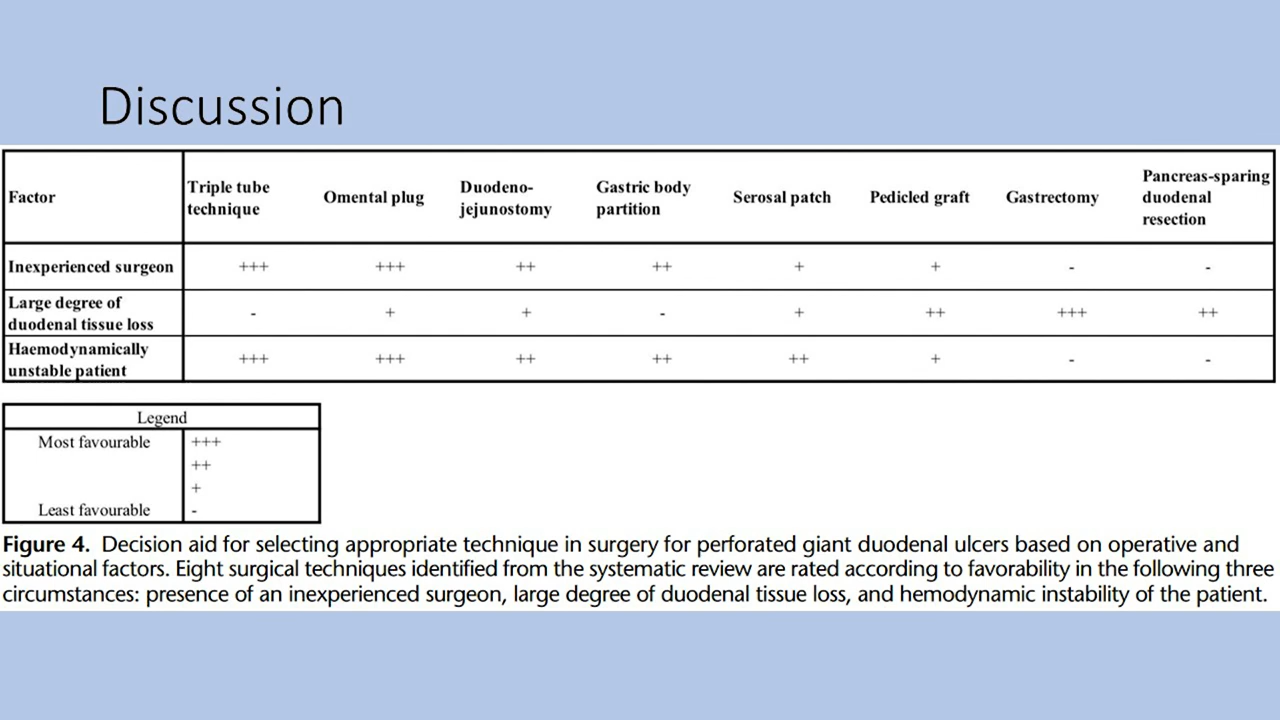 Discussion
Factor Triple tube technique Omental plug Duodeno-jejunostomy Gastric body partition Serosal patch Pedicled graft Gastrectomy Pancreas-sparing duodenal resection
Inexperienced surgeon +++ +++ ++ ++ + + - -
Large degree of duodenal tissue loss - + + - + ++ +++ ++
Haemodynamically unstable patient +++ +++ ++ ++ ++ + - -
Legend
Most favourable +++
++
+
Least favourable -
Figure 4. Decision aid for selecting appropriate technique in surgery for perforated giant duodenal ulcers based on operative and
situational factors. Eight surgical techniques identified from the systematic review are rated according to favorability in the following three
circumstances: presence of an inexperienced surgeon, large degree of duodenal tissue loss, and hemodynamic instability of the patient.